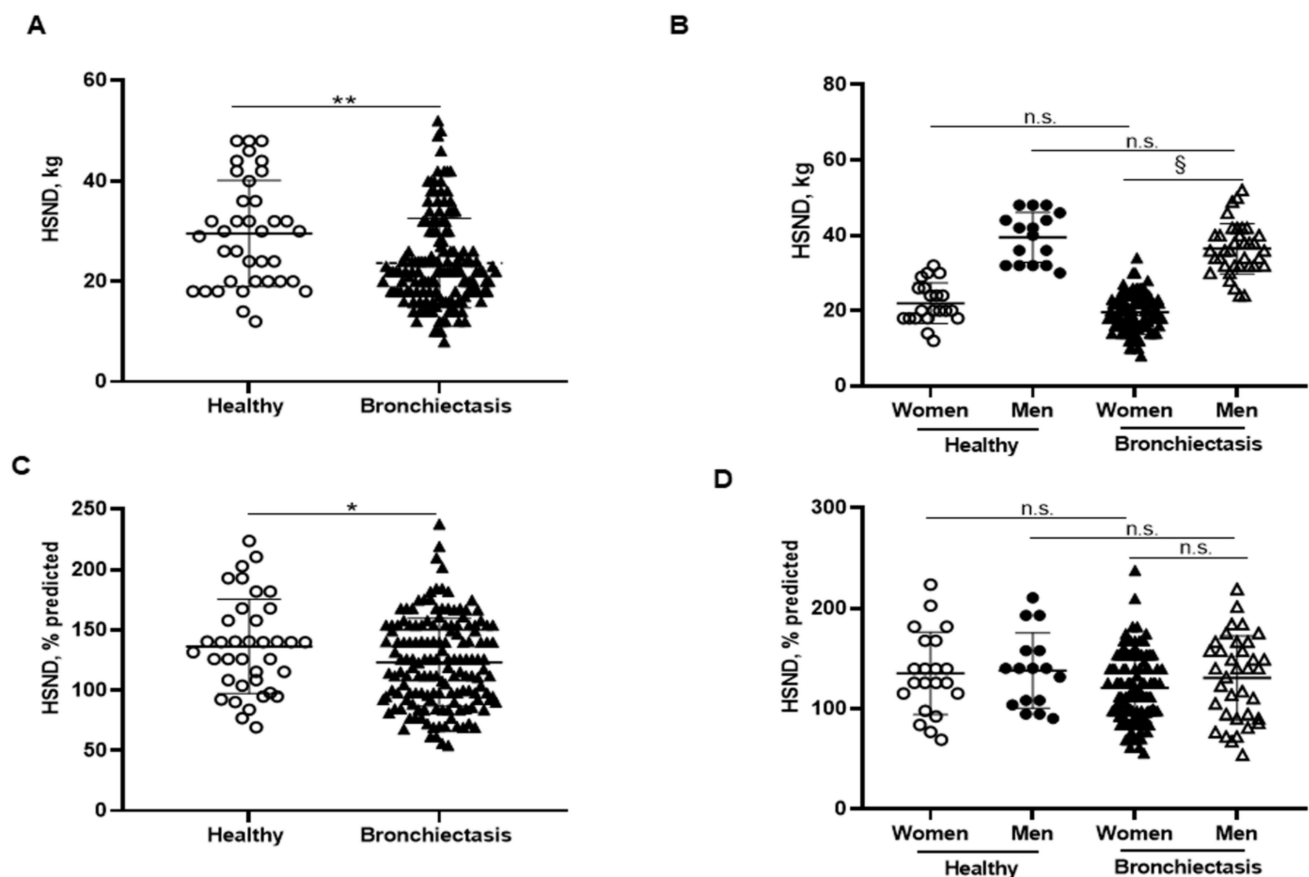 A
HSND, kg
60
40
20
0
**
Healthy
Bronchiectasis
B
HSND, kg
80
60
40
20
0
n.s.
n.s.
§
Women
Men
Women
Men
Healthy
Bronchiectasis
C
HSND, % predicted
250
200
150
100
50
0
*
Healthy
Bronchiectasis
D
HSND, % predicted
300
200
100
0
n.s.
n.s.
n.s.
Women
Men
Women
Men
Healthy
Bronchiectasis